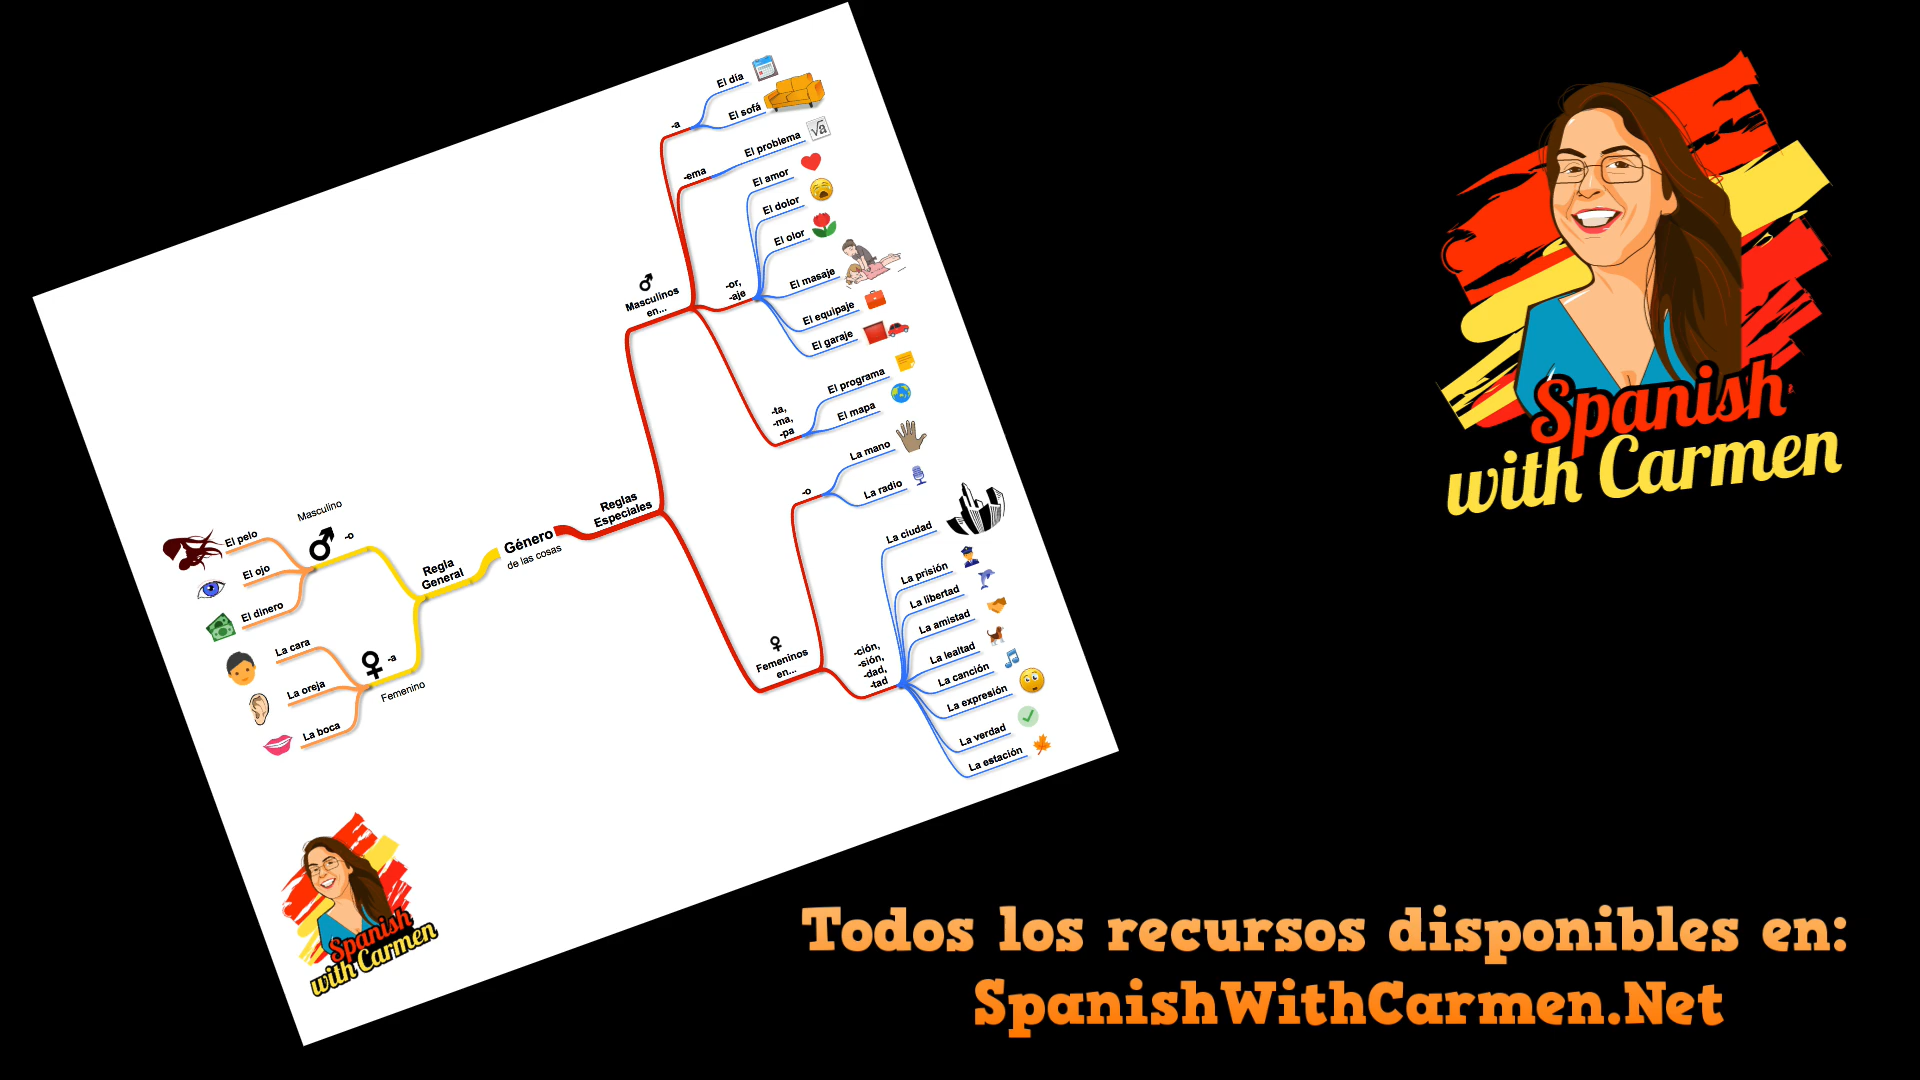 Género
de las cosas
Regla
General
Masculino
-o
El pelo
El ojo
El dinero
-a
Femenino
La cara
La oreja
La boca
Reglas
Especiales
Masculinos
en...
-a
El día
El sofá
-ema
El problema
√a
-or,
-aje
El amor
El dolor
El olor
El masaje
El equipaje
El garaje
-ta,
-ma,
-pa
El programa
El mapa
Femeninos
en...
-o
La mano
La radio
-ción,
-sión,
-dad,
-tad
La ciudad
La prisión
La libertad
La amistad
La lealtad
La canción
La expresión
La verdad
La estación
Spanish
with Carmen
Spanish
with Carmen
Todos los recursos disponibles en:
SpanishWithCarmen.Net